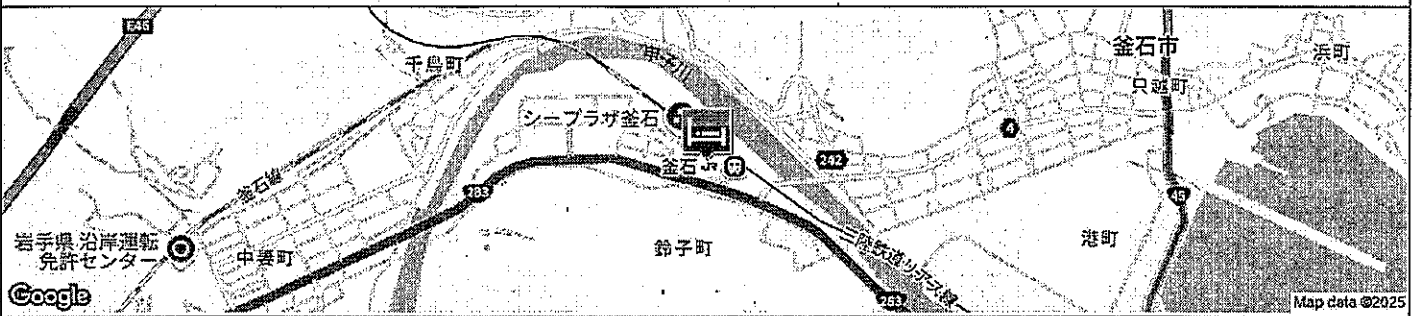 E45
千鳥町
甲子川
釜石市
浜町
只越町
シープラザ釜石
4
242
釜石
釜石線
283
45
岩手県 沿岸運転
免許センター
中妻町
鈴子町
港町
三陸鉄道リアス線
283
Google
Map data ©2025